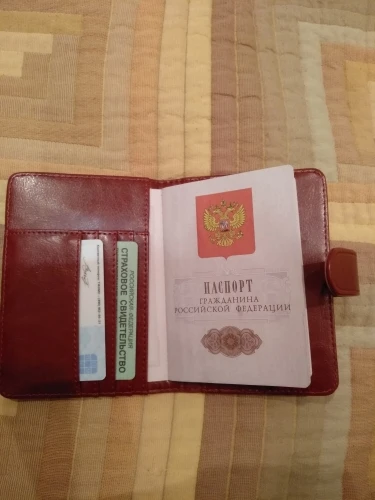 РОССИЙСКАЯ ФЕДЕРАЦИЯ
СТРАХОВОЕ СВИДЕТЕЛЬСТВО
ПАСПОРТ
ГРАЖДАНИНА
РОССИЙСКОЙ ФЕДЕРАЦИИ